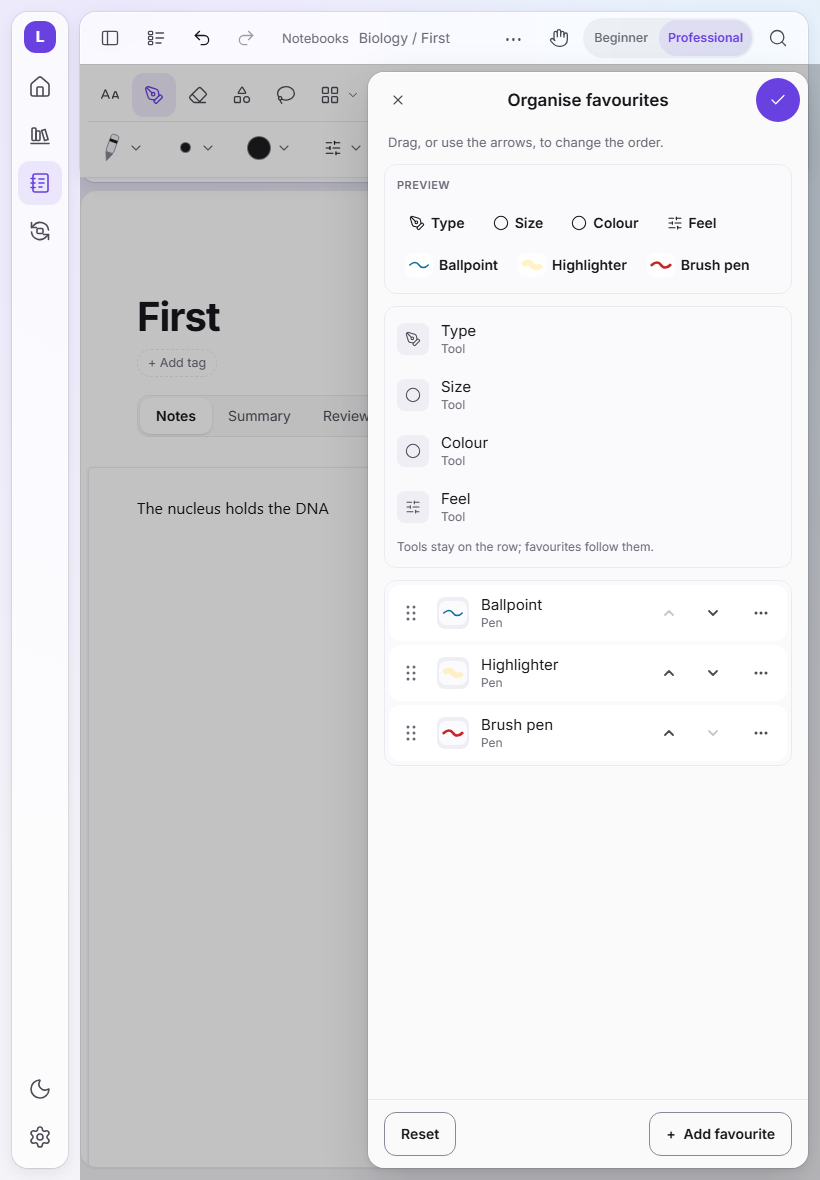 L
Notebooks Biology / First
Beginner Professional
AA
Organise favourites
Drag, or use the arrows, to change the order.
PREVIEW
Type Size Colour Feel
Ballpoint Highlighter Brush pen
First
+ Add tag
Notes Summary Review
The nucleus holds the DNA
Type
Tool
Size
Tool
Colour
Tool
Feel
Tool
Tools stay on the row; favourites follow them.
Ballpoint
Pen
Highlighter
Pen
Brush pen
Pen
Reset + Add favourite